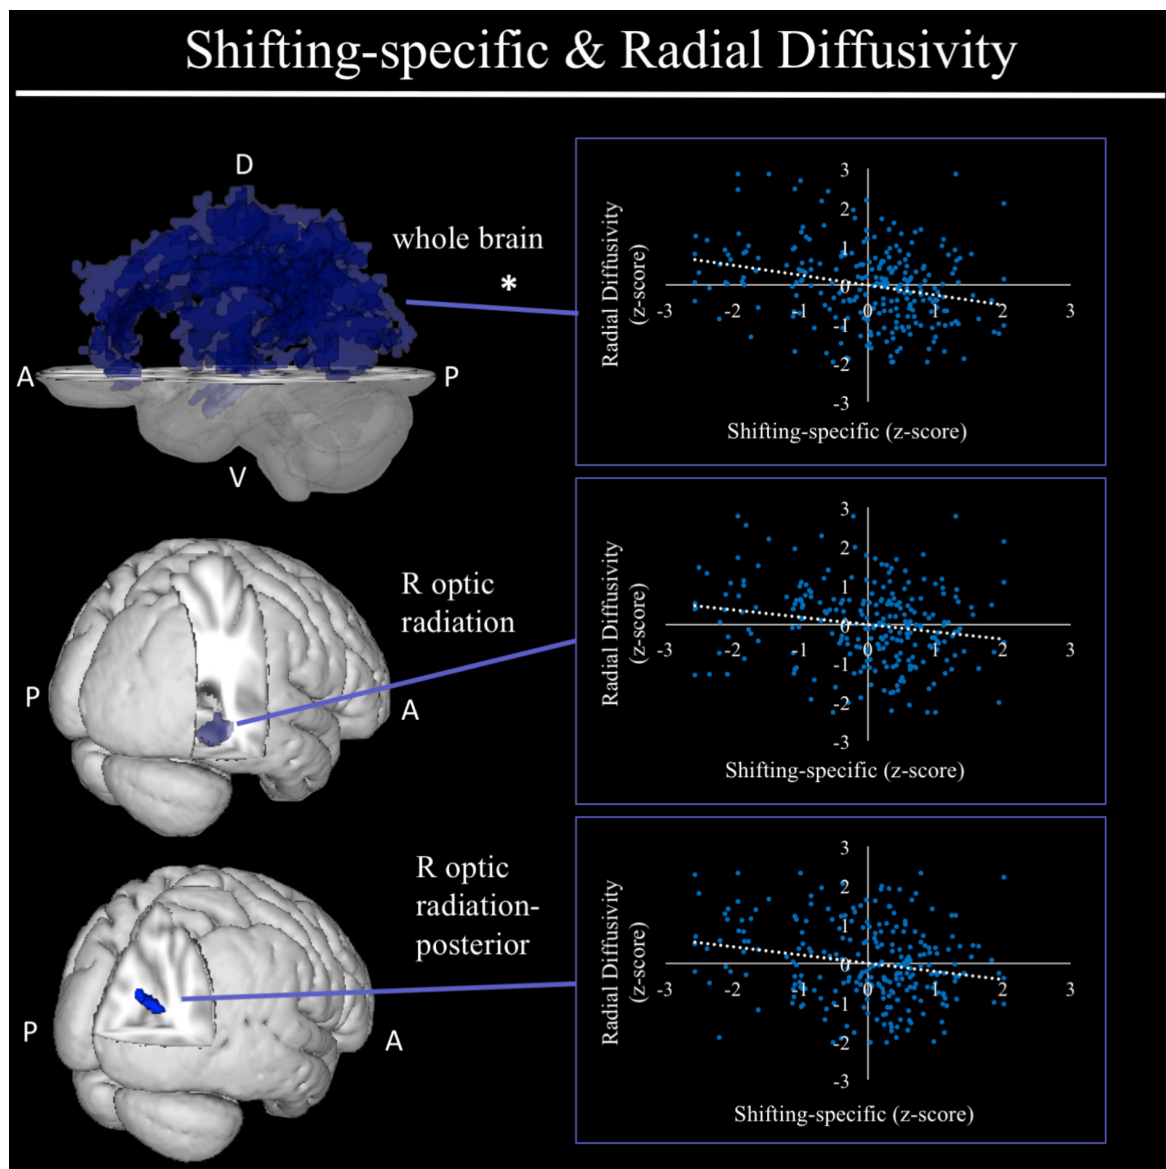 Shifting-specific & Radial Diffusivity
D
whole brain
*
A
P
V
3
2
1
0
-3
-2
-1
0
1
2
3
-1
-2
-3
Radial Diffusivity
(z-score)
Shifting-specific (z-score)
R optic
radiation
P
A
3
2
1
0
-3
-2
-1
0
1
2
3
-1
-2
-3
Radial Diffusivity
(z-score)
Shifting-specific (z-score)
R optic
radiation-
posterior
P
A
3
2
1
0
-3
-2
-1
0
1
2
3
-1
-2
-3
Radial Diffusivity
(z-score)
Shifting-specific (z-score)